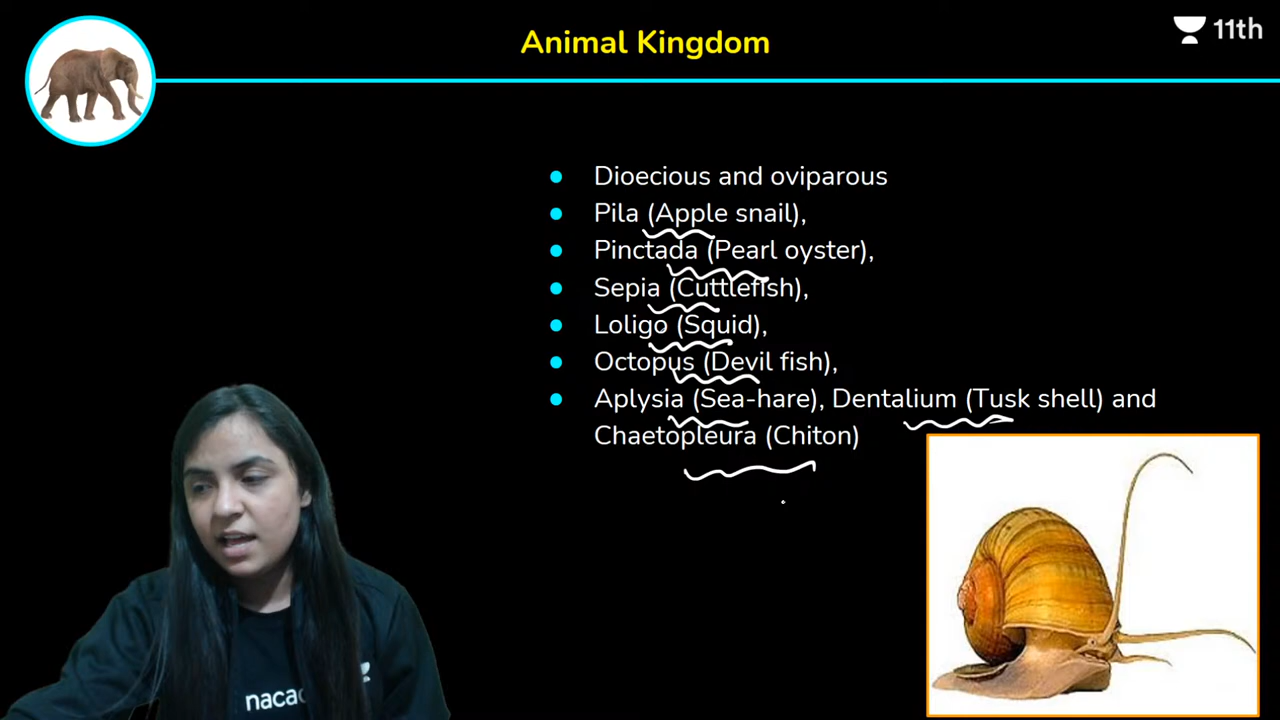 Animal Kingdom
11th
Dioecious and oviparous
Pila (Apple snail),
Pinctada (Pearl oyster),
Sepia (Cuttlefish),
Loligo (Squid),
Octopus (Devil fish),
Aplysia (Sea-hare), Dentalium (Tusk shell) and
Chaetopleura (Chiton)
nacad